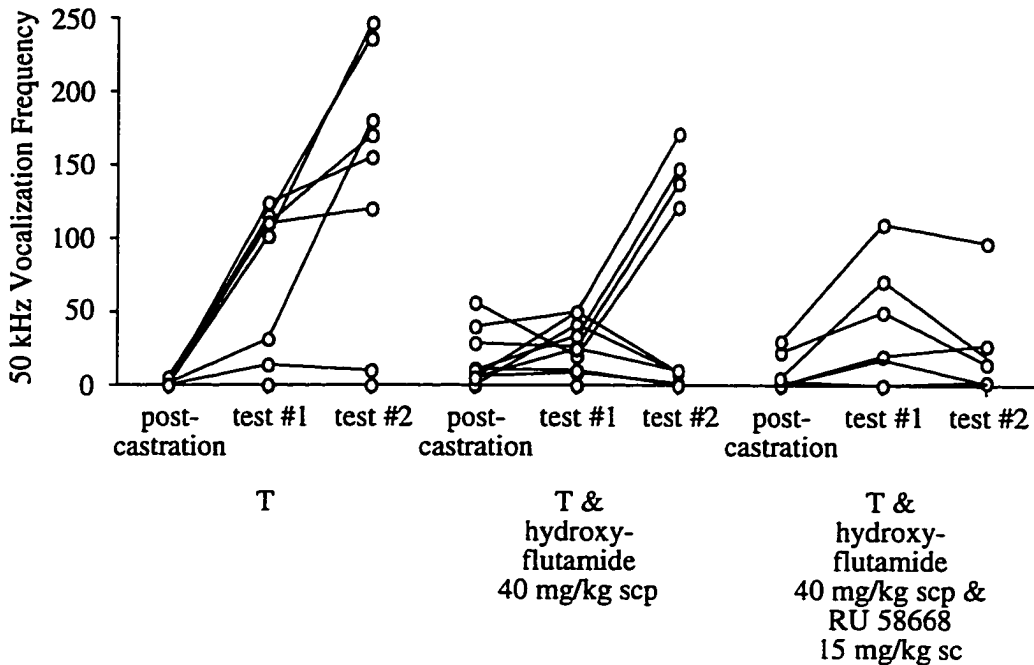 50 kHz Vocalization Frequency
250
200
150
100
50
0
post-
castration
test #1
test #2
post-
castration
test #1
test #2
post-
castration
test #1
test #2
T
T &
hydroxy-
flutamide
40 mg/kg scp
T &
hydroxy-
flutamide
40 mg/kg scp &
RU 58668
15 mg/kg sc